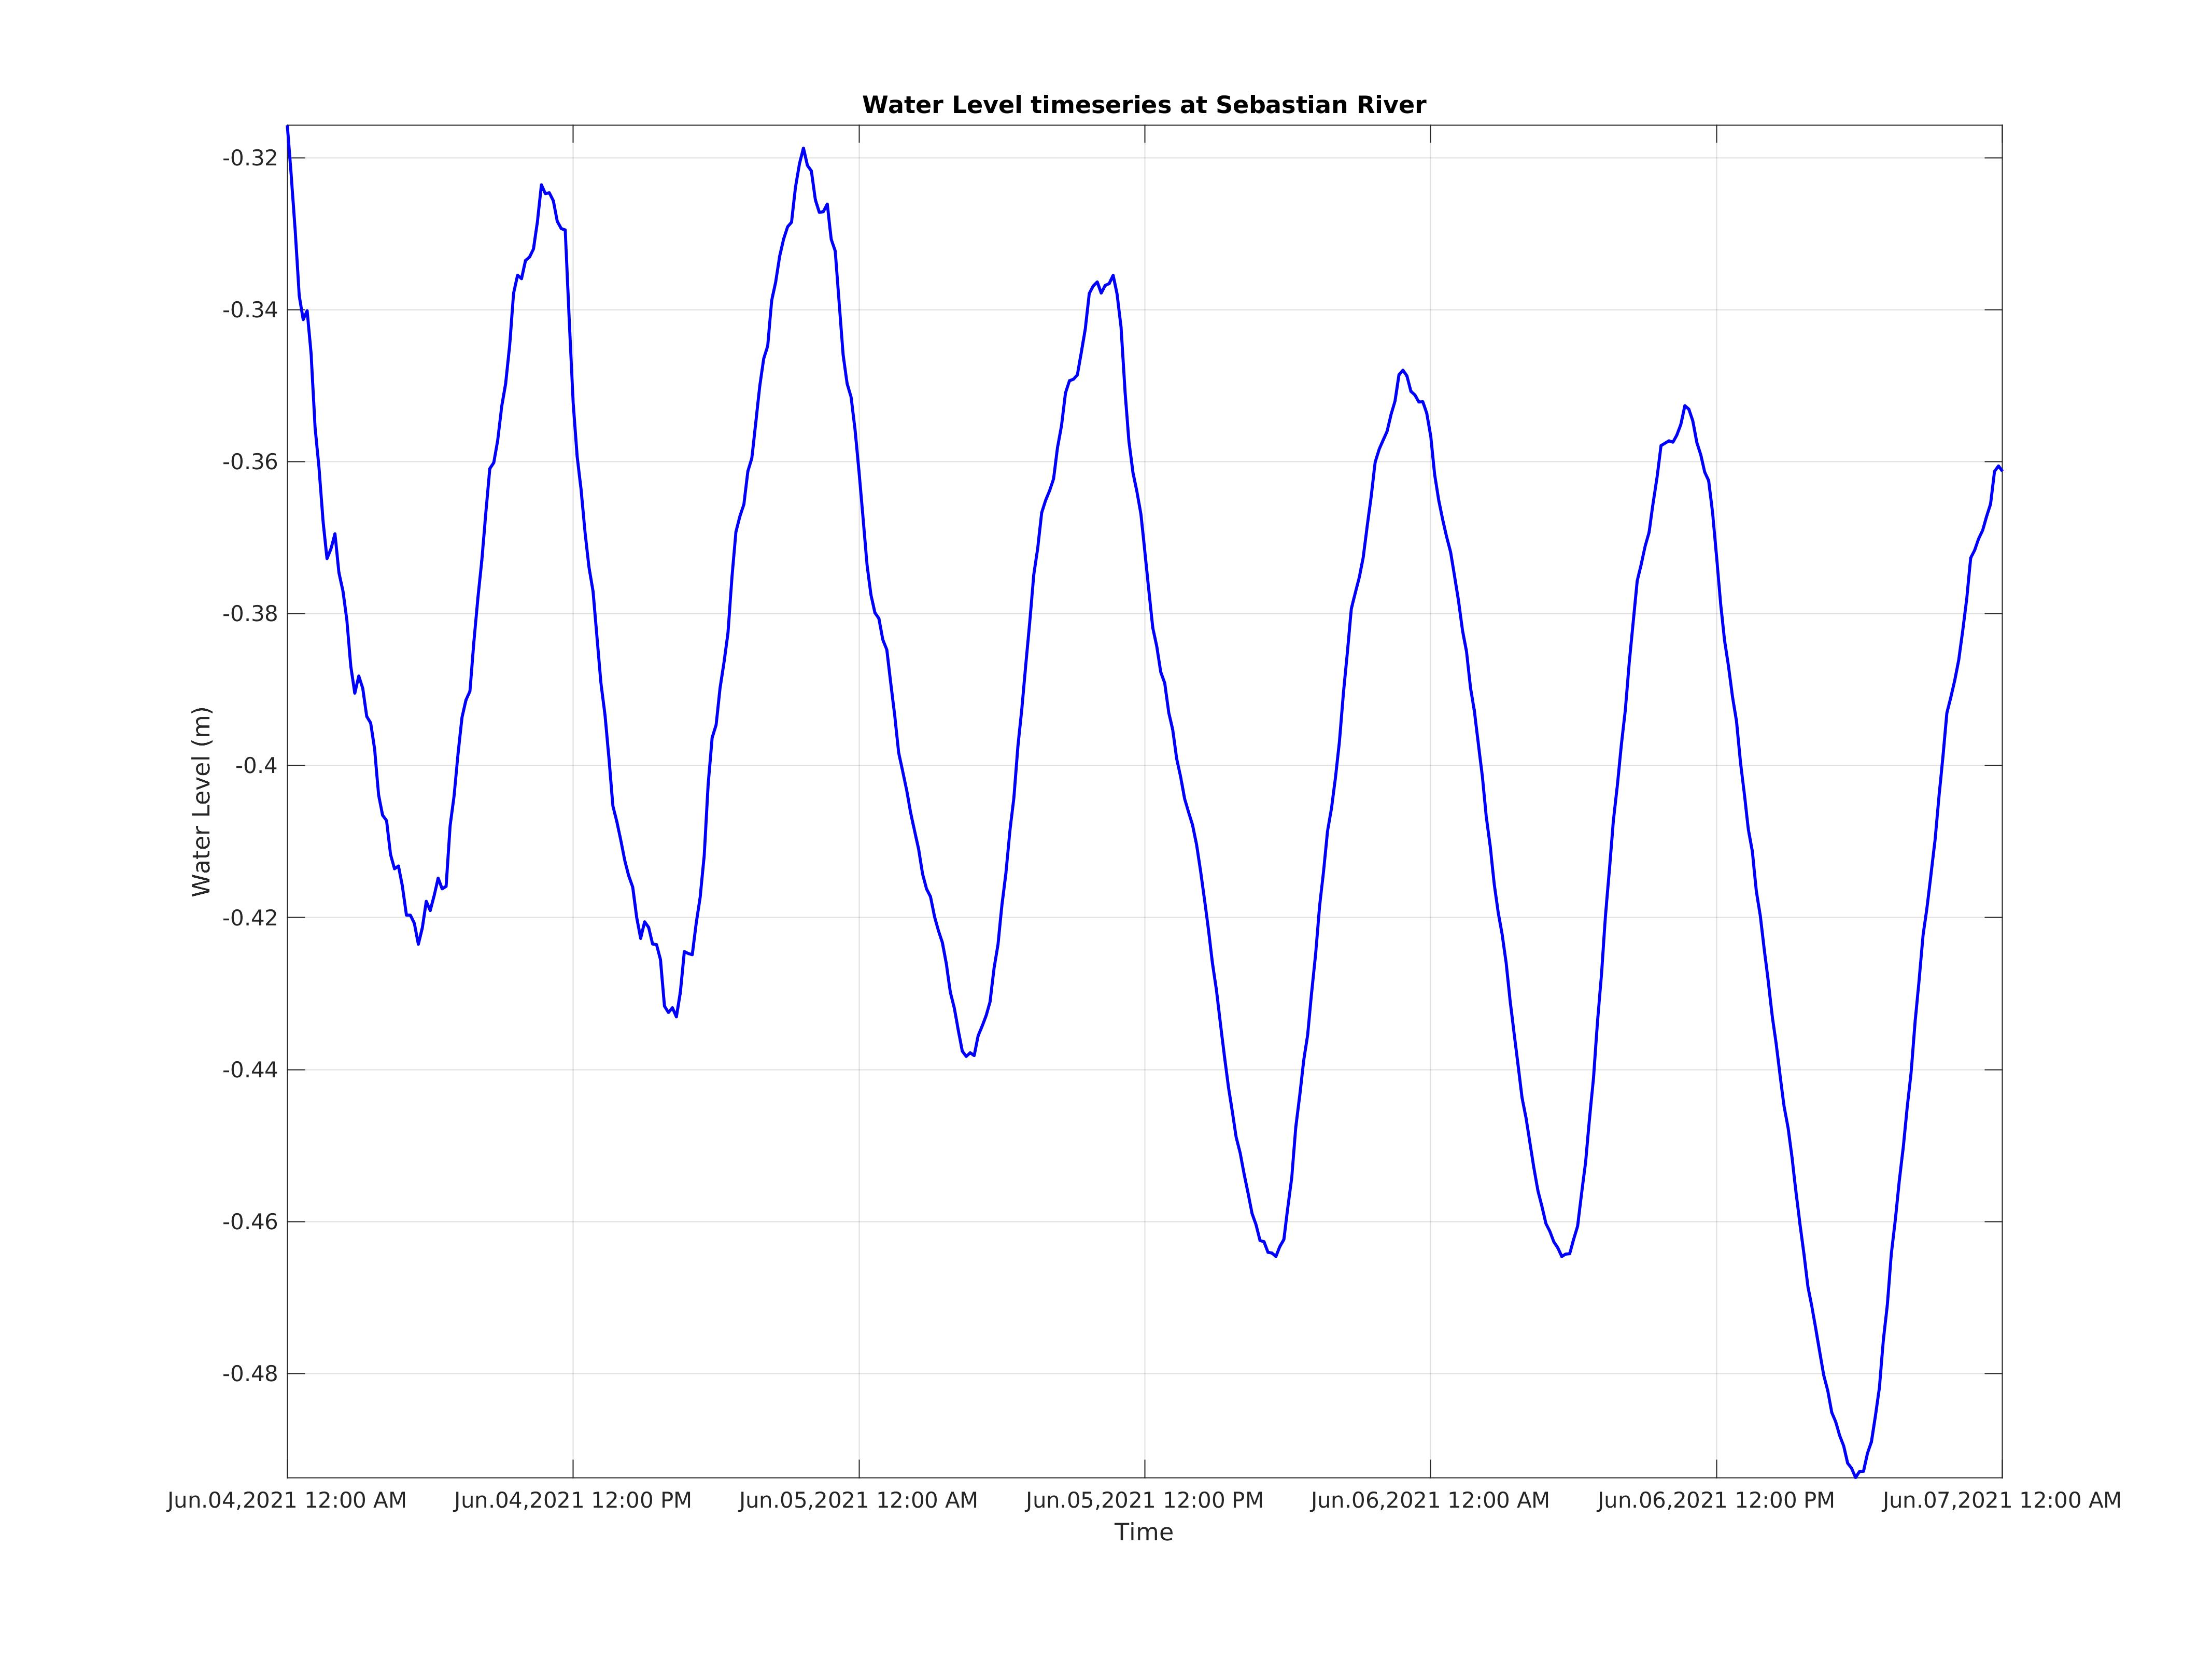 Water Level timeseries at Sebastian River
-0.32
-0.34
-0.36
-0.38
-0.4
-0.42
-0.44
-0.46
-0.48
Water Level (m)
Jun.04,2021 12:00 AM Jun.04,2021 12:00 PM Jun.05,2021 12:00 AM Jun.05,2021 12:00 PM Jun.06,2021 12:00 AM Jun.06,2021 12:00 PM Jun.07,2021 12:00 AM
Time